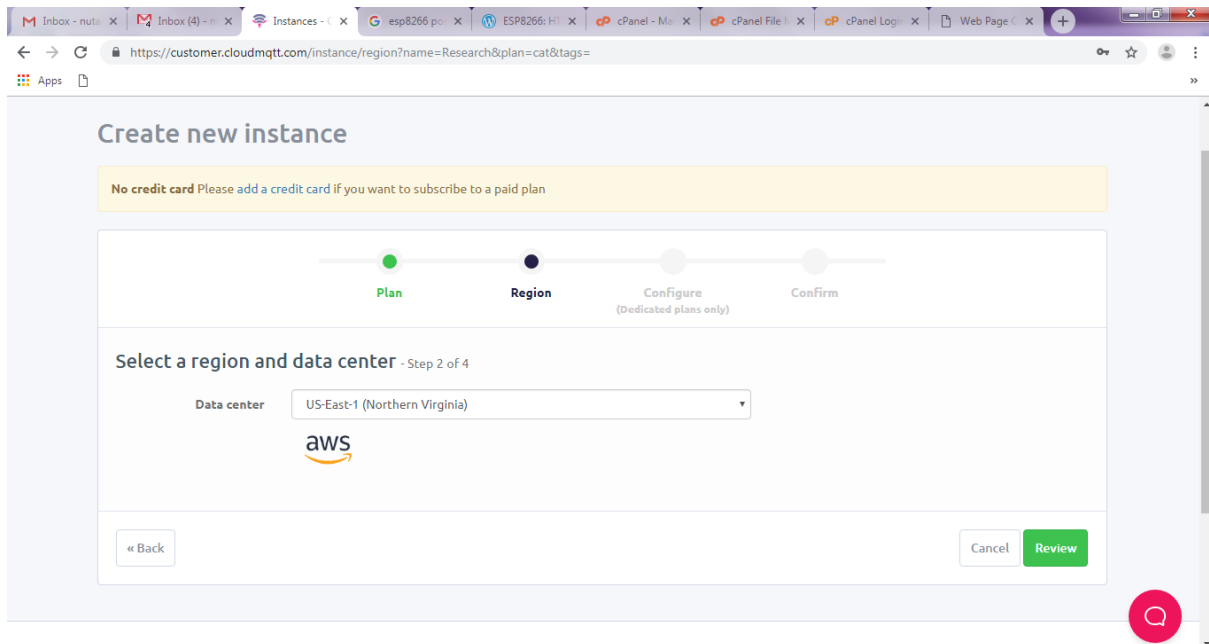 Inbox - nuta
Inbox (4) - n
Instances - C
esp8266 po
ESP8266: HT
cPanel - Ma
cPanel File M
cPanel Login
Web Page C
https://customer.cloudmqtt.com/instance/region?name=Research&plan=cat&tags=
Apps
»
Create new instance
No credit card Please add a credit card if you want to subscribe to a paid plan
Plan Region Configure Confirm
(Dedicated plans only)
Select a region and data center - Step 2 of 4
Data center US-East-1 (Northern Virginia)
aws
« Back Cancel Review